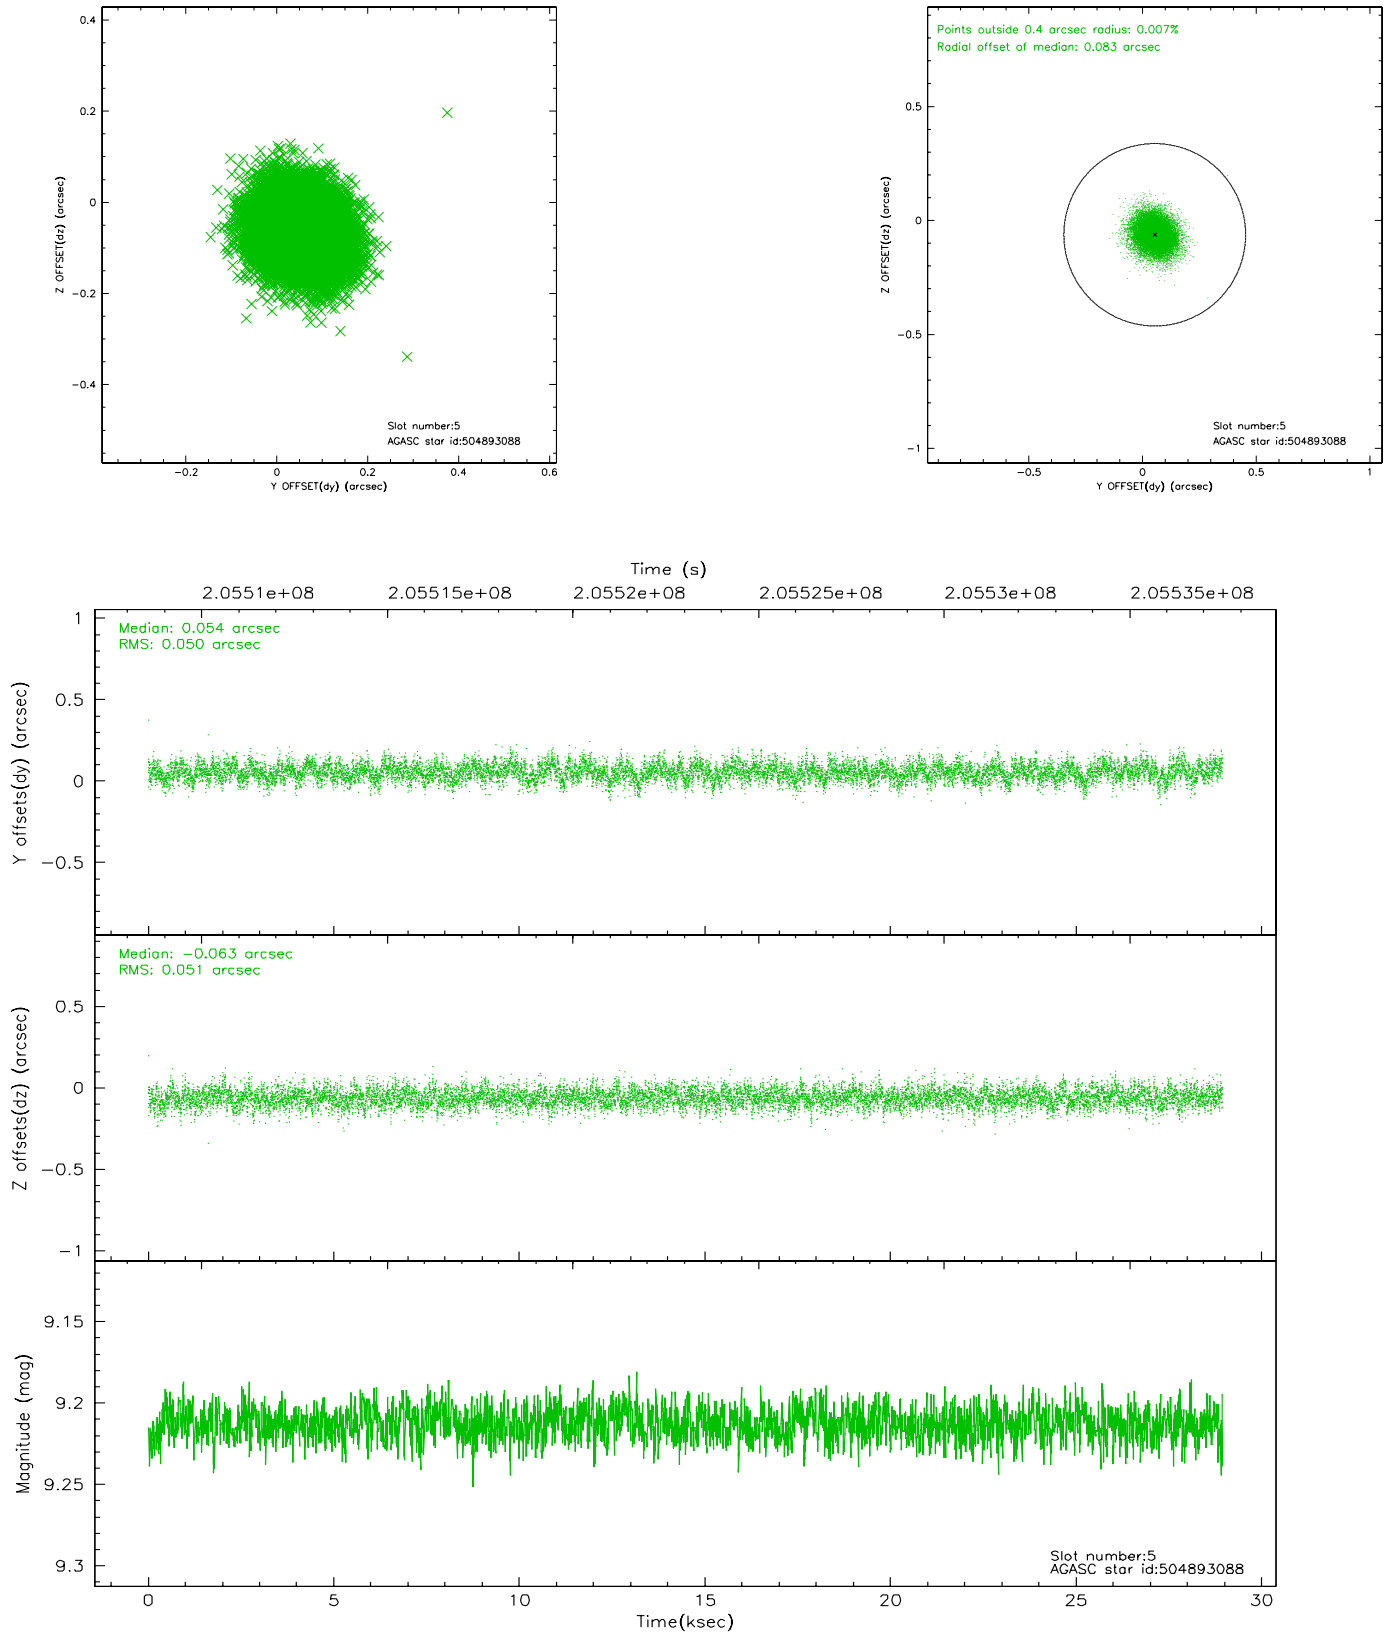 0.4
0.2
0
−0.2
−0.4
−0.2 0 0.2 0.4 0.6
Z OFFSET(dz) (arcsec)
Y OFFSET(dy) (arcsec)
Slot number:5
AGASC star id:504893088
Points outside 0.4 arcsec radius: 0.007%
Radial offset of median: 0.083 arcsec
0.5
0
−0.5
−1
−0.5 0 0.5 1
Z OFFSET(dz) (arcsec)
Y OFFSET(dy) (arcsec)
Slot number:5
AGASC star id:504893088
Time (s)
2.0551e+08 2.05515e+08 2.0552e+08 2.05525e+08 2.0553e+08 2.05535e+08
Median: 0.054 arcsec
RMS: 0.050 arcsec
1
0.5
0
−0.5
Y offsets(dy) (arcsec)
Median: −0.063 arcsec
RMS: 0.051 arcsec
0.5
0
−0.5
−1
Z offsets(dz) (arcsec)
9.15
9.2
9.25
9.3
Magnitude (mag)
Slot number:5
AGASC star id:504893088
0 5 10 15 20 25 30
Time(ksec)